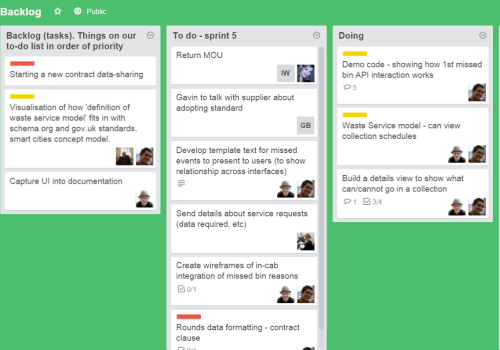 Backlog
Public
Backlog (tasks). Things on our
to-do list in order of priority
Starting a new contract data-sharing
Visualisation of how 'definition of
waste service model' fits in with
schema.org and gov.uk standards,
smart cities concept model.
Capture UI into documentation
To do - sprint 5
Return MOU
IW
Gavin to talk with supplier about
adopting standard
GB
Develop template text for missed
events to present to users (to show
relationship across interfaces)
Send details about service requests
(data required, etc)
Create wireframes of in-cab
integration of missed bin reasons
0/1
Rounds data formatting - contract
clause
Doing
Demo code - showing how 1st missed
bin API interaction works
5
Waste Service model - can view
collection schedules
Build a details view to show what
can/cannot go in a collection
1 3/4